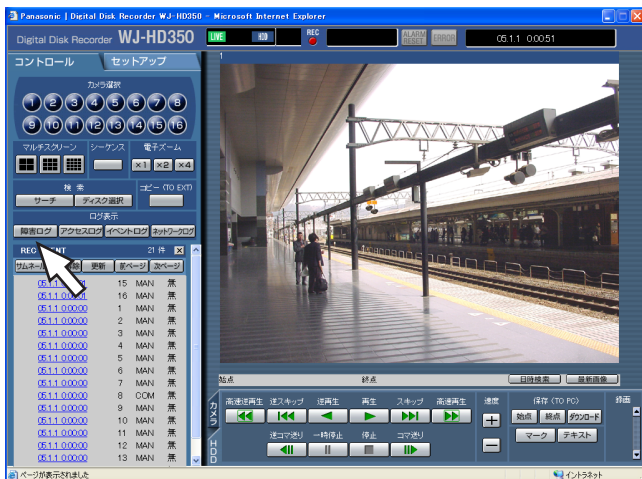 Panasonic | Digital Disk Recorder WJ-HD350 - Microsoft Internet Explorer
Digital Disk Recorder WJ-HD350
LIVE HDD REC ALARM RESET ERROR 05.1.1 0:00:51
コントロール セットアップ
カメラ選択
1 2 3 4 5 6 7 8
9 10 11 12 13 14 15 16
マルチスクリーン シーケンス 電子ズーム
×1 ×2 ×4
検 索 コピー (TO EXT)
サーチ ディスク選択
ログ表示
障害ログ アクセスログ イベントログ ネットワークログ
REC 21 件
更新 前ページ 次ページ
15 MAN 無
16 MAN 無
05.1.1 0:00:00 1 MAN 無
05.1.1 0:00:00 2 MAN 無
05.1.1 0:00:00 3 MAN 無
05.1.1 0:00:00 4 MAN 無
05.1.1 0:00:00 5 MAN 無
05.1.1 0:00:00 6 MAN 無
05.1.1 0:00:00 7 MAN 無
05.1.1 0:00:00 8 COM 無
05.1.1 0:00:00 9 MAN 無
05.1.1 0:00:00 10 MAN 無
05.1.1 0:00:00 11 MAN 無
05.1.1 0:00:00 12 MAN 無
05.1.1 0:00:00 13 MAN 無
1
始点 終点 日時検索 最新画像
カメラ
HDD
高速逆再生 逆スキップ 逆再生 再生 スキップ 高速再生 速度 保存 (TO PC) 録画
始点 終点 ダウンロード
逆コマ送り 一時停止 停止 コマ送り
マーク テキスト
ページが表示されました イントラネット